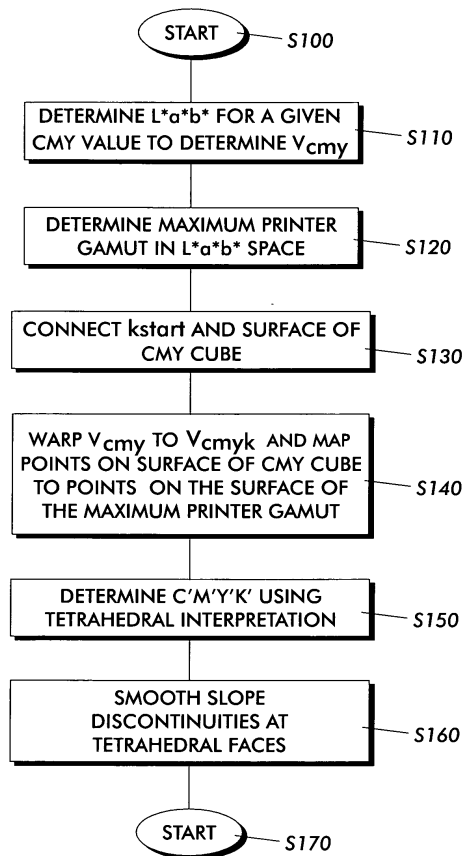 START
S100
DETERMINE L*a*b* FOR A GIVEN
CMY VALUE TO DETERMINE Vcmy
S110
DETERMINE MAXIMUM PRINTER
GAMUT IN L*a*b* SPACE
S120
CONNECT kstart AND SURFACE OF
CMY CUBE
S130
WARP Vcmy TO Vcmyk AND MAP
POINTS ON SURFACE OF CMY CUBE
TO POINTS ON THE SURFACE OF
THE MAXIMUM PRINTER GAMUT
S140
DETERMINE C'M'Y'K' USING
TETRAHEDRAL INTERPRETATION
S150
SMOOTH SLOPE
DISCONTINUITIES AT
TETRAHEDRAL FACES
S160
START
S170